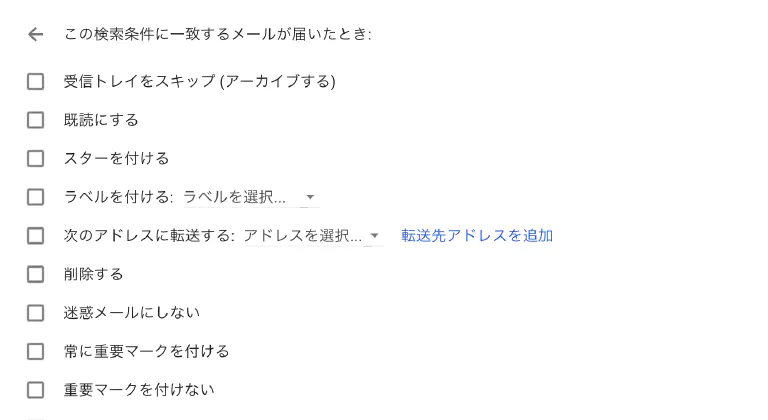 この検索条件に一致するメールが届いたとき:
受信トレイをスキップ (アーカイブする)
既読にする
スターを付ける
ラベルを付ける: ラベルを選択...
次のアドレスに転送する: アドレスを選択... 転送先アドレスを追加
削除する
迷惑メールにしない
常に重要マークを付ける
重要マークを付けない